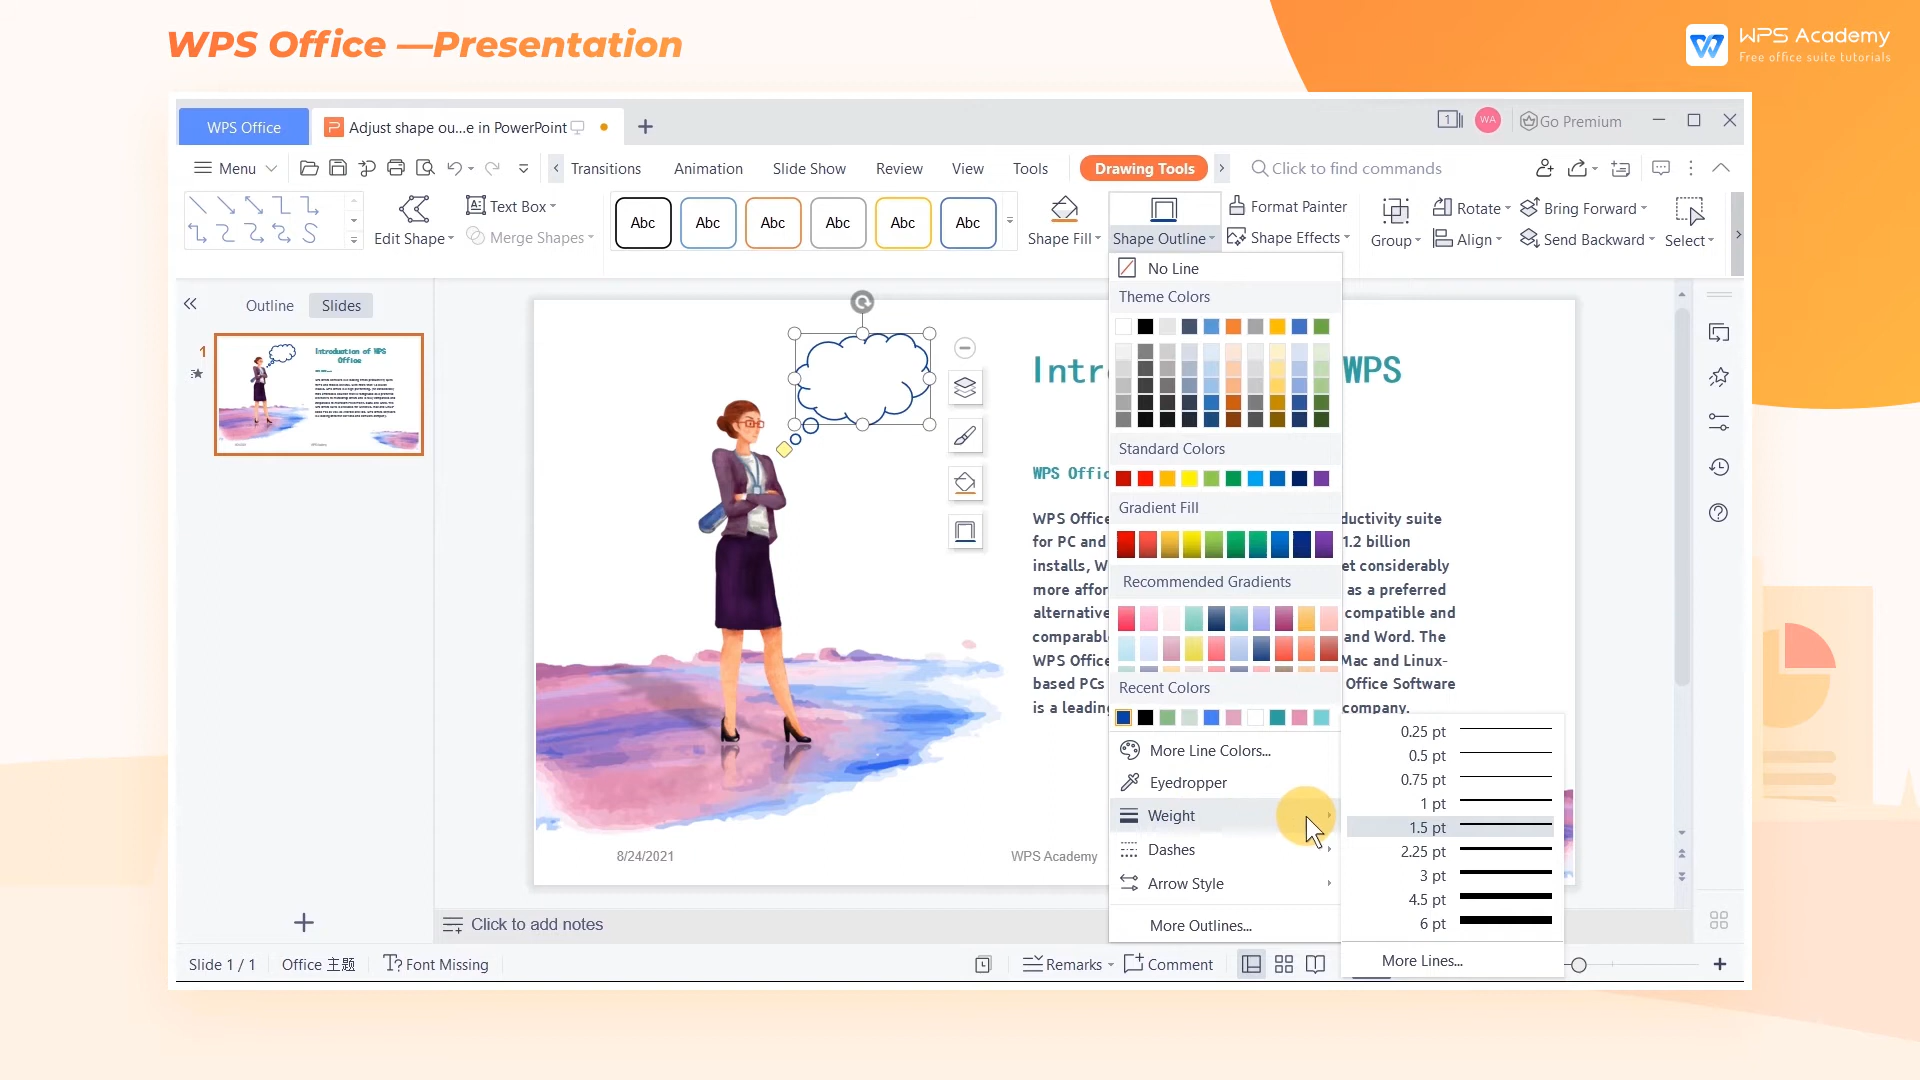 WPS Office —Presentation
WPS Academy
Free office suite tutorials
WPS Office
Adjust shape ou...e in PowerPoint
1
WA
Go Premium
Menu
Transitions
Animation
Slide Show
Review
View
Tools
Drawing Tools
Click to find commands
Edit Shape
Text Box
Merge Shapes
Abc
Abc
Abc
Abc
Abc
Abc
Shape Fill
Shape Outline
Format Painter
Shape Effects
Group
Rotate
Align
Bring Forward
Send Backward
Select
Outline
Slides
1
Introduction of WPS
Office
No Line
Theme Colors
Standard Colors
Gradient Fill
Recommended Gradients
Recent Colors
More Line Colors...
Eyedropper
Weight
Dashes
Arrow Style
More Outlines...
0.25 pt
0.5 pt
0.75 pt
1 pt
1.5 pt
2.25 pt
3 pt
4.5 pt
6 pt
More Lines...
Intr
WPS
WPS Offic
WPS Office
ductivity suite
for PC and
1.2 billion
installs, W
et considerably
more affor
as a preferred
alternative
compatible and
comparabl
and Word. The
WPS Office
Mac and Linux-
based PCs
Office Software
is a leading
company.
8/24/2021
WPS Academy
Click to add notes
Slide 1 / 1
Office 主题
Font Missing
Remarks
Comment